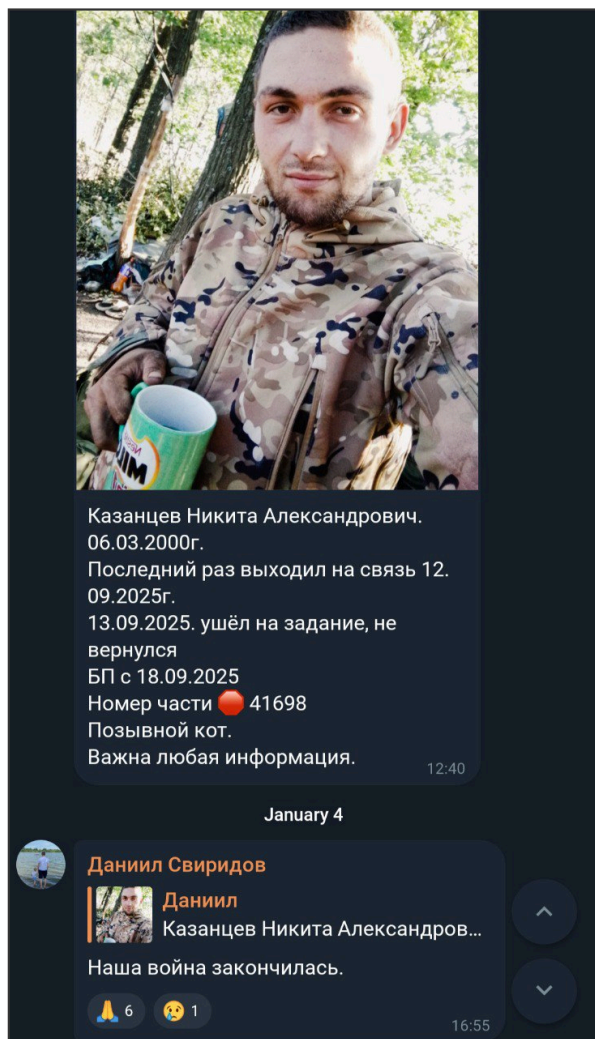 Казанцев Никита Александрович.
06.03.2000г.
Последний раз выходил на связь 12.
09.2025г.
13.09.2025. ушёл на задание, не
вернулся
БП с 18.09.2025
Номер части 🛑 41698
Позывной кот.
Важна любая информация.
12:40
January 4
Даниил Свиридов
Даниил
Казанцев Никита Александров...
Наша война закончилась.
🙏 6 😢 1
16:55